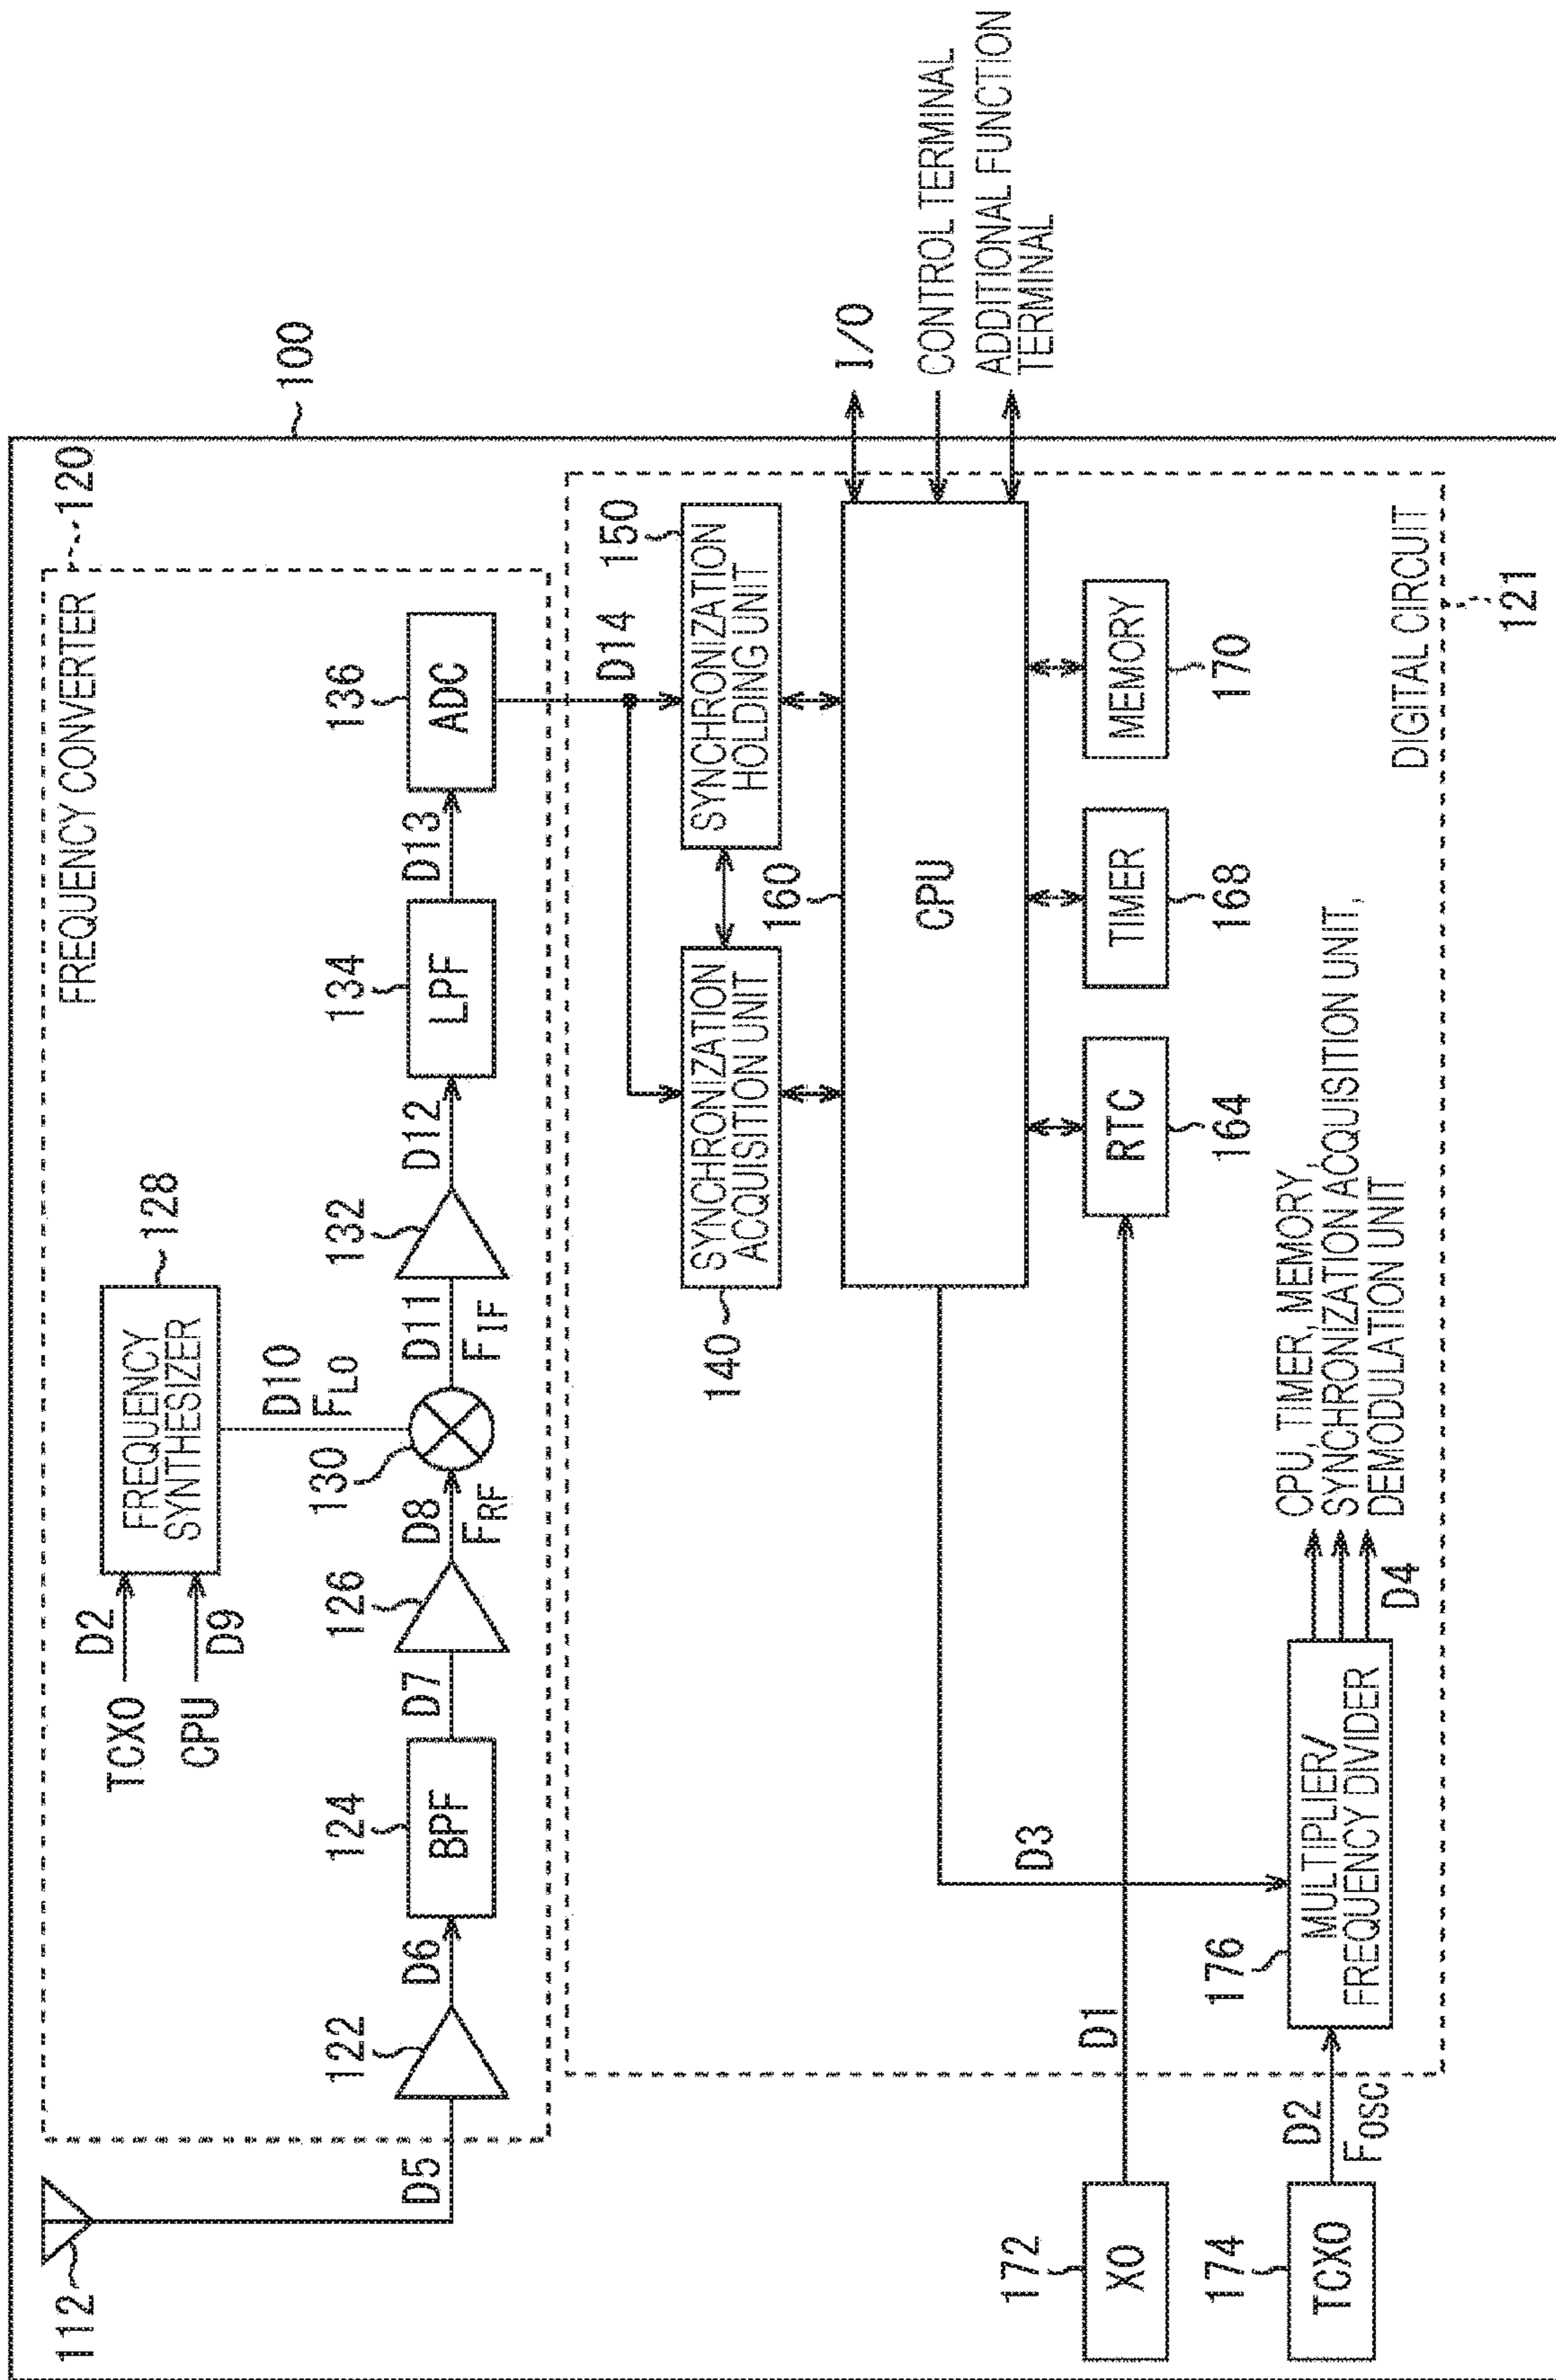 100
120
FREQUENCY CONVERTER
112
D5
122
D6
124
BPF
D7
126
D8
FRF
TCXO
D2
CPU
D9
FREQUENCY
SYNTHESIZER
128
D10
FLO
130
D11
FIF
132
D12
134
LPF
D13
136
ADC
D14
140
SYNCHRONIZATION
ACQUISITION UNIT
150
SYNCHRONIZATION
HOLDING UNIT
160
CPU
I/O
CONTROL TERMINAL
ADDITIONAL FUNCTION
TERMINAL
RTC
164
TIMER
168
MEMORY
170
D3
172
XO
D1
174
TCXO
D2
FOSC
176
MULTIPLIER/
FREQUENCY DIVIDER
D4
CPU, TIMER, MEMORY,
SYNCHRONIZATION ACQUISITION UNIT,
DEMODULATION UNIT
DIGITAL CIRCUIT
121